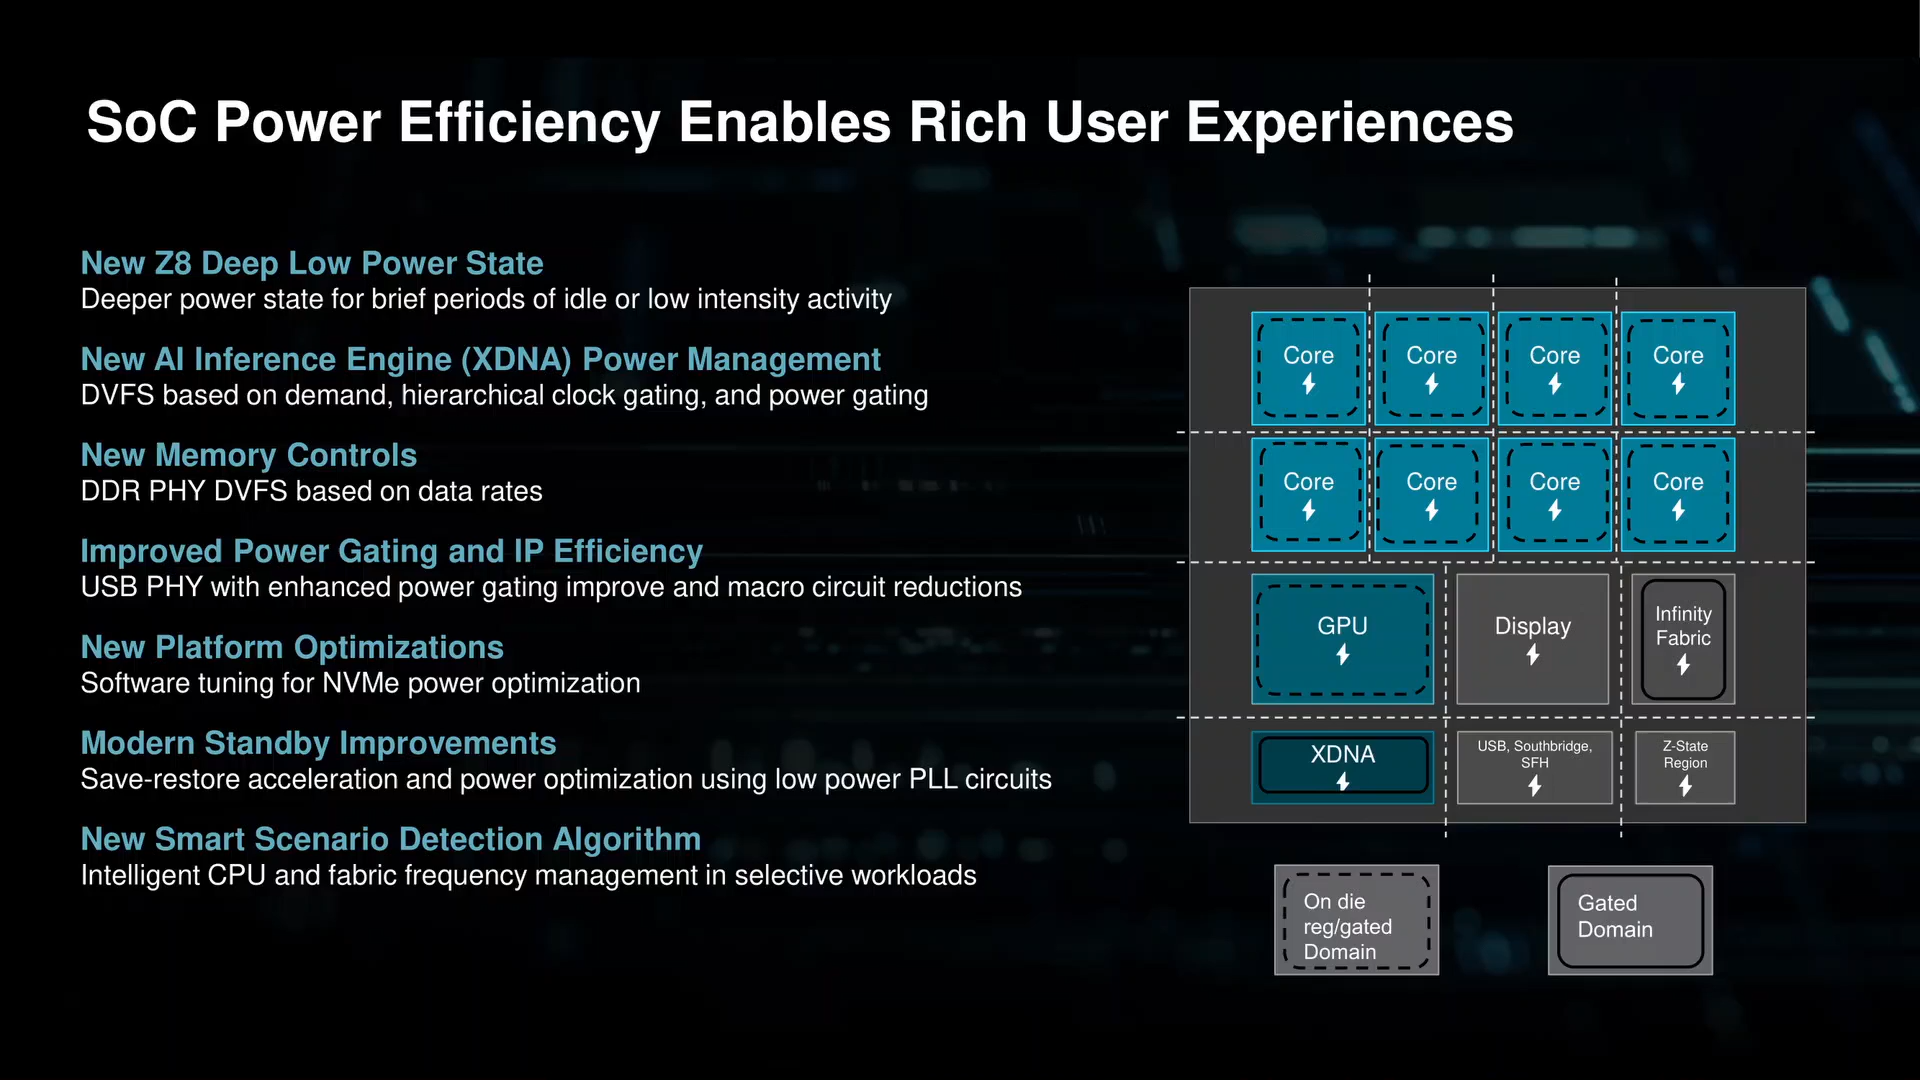 SoC Power Efficiency Enables Rich User Experiences
New Z8 Deep Low Power State
Deeper power state for brief periods of idle or low intensity activity
New AI Inference Engine (XDNA) Power Management
DVFS based on demand, hierarchical clock gating, and power gating
New Memory Controls
DDR PHY DVFS based on data rates
Improved Power Gating and IP Efficiency
USB PHY with enhanced power gating improve and macro circuit reductions
New Platform Optimizations
Software tuning for NVMe power optimization
Modern Standby Improvements
Save-restore acceleration and power optimization using low power PLL circuits
New Smart Scenario Detection Algorithm
Intelligent CPU and fabric frequency management in selective workloads
Core
Core
Core
Core
Core
Core
Core
Core
GPU
Display
Infinity
Fabric
XDNA
USB, Southbridge,
SFH
Z-State
Region
On die
reg/gated
Domain
Gated
Domain